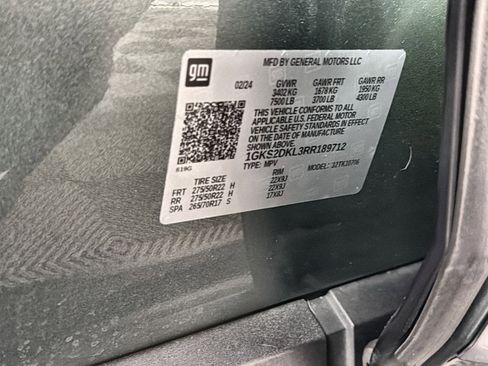 gm
MFD BY GENERAL MOTORS LLC
02/24 GVWR GAWR FRT GAWR RR
3402 KG 1678 KG 1950 KG
7500 LB 3700 LB 4300 LB
THIS VEHICLE CONFORMS TO ALL
APPLICABLE U.S. FEDERAL MOTOR
VEHICLE SAFETY STANDARDS IN EFFECT
ON THE DATE OF MANUFACTURE
SHOWN ABOVE.
1GKS2DKL3RR189712
TYPE: MPV MODEL:
619G
TIRE SIZE RIM
FRT 275/50R22 H 22X9J
RR 275/50R22 H 22X9J
SPA 265/70R17 S 17X8J